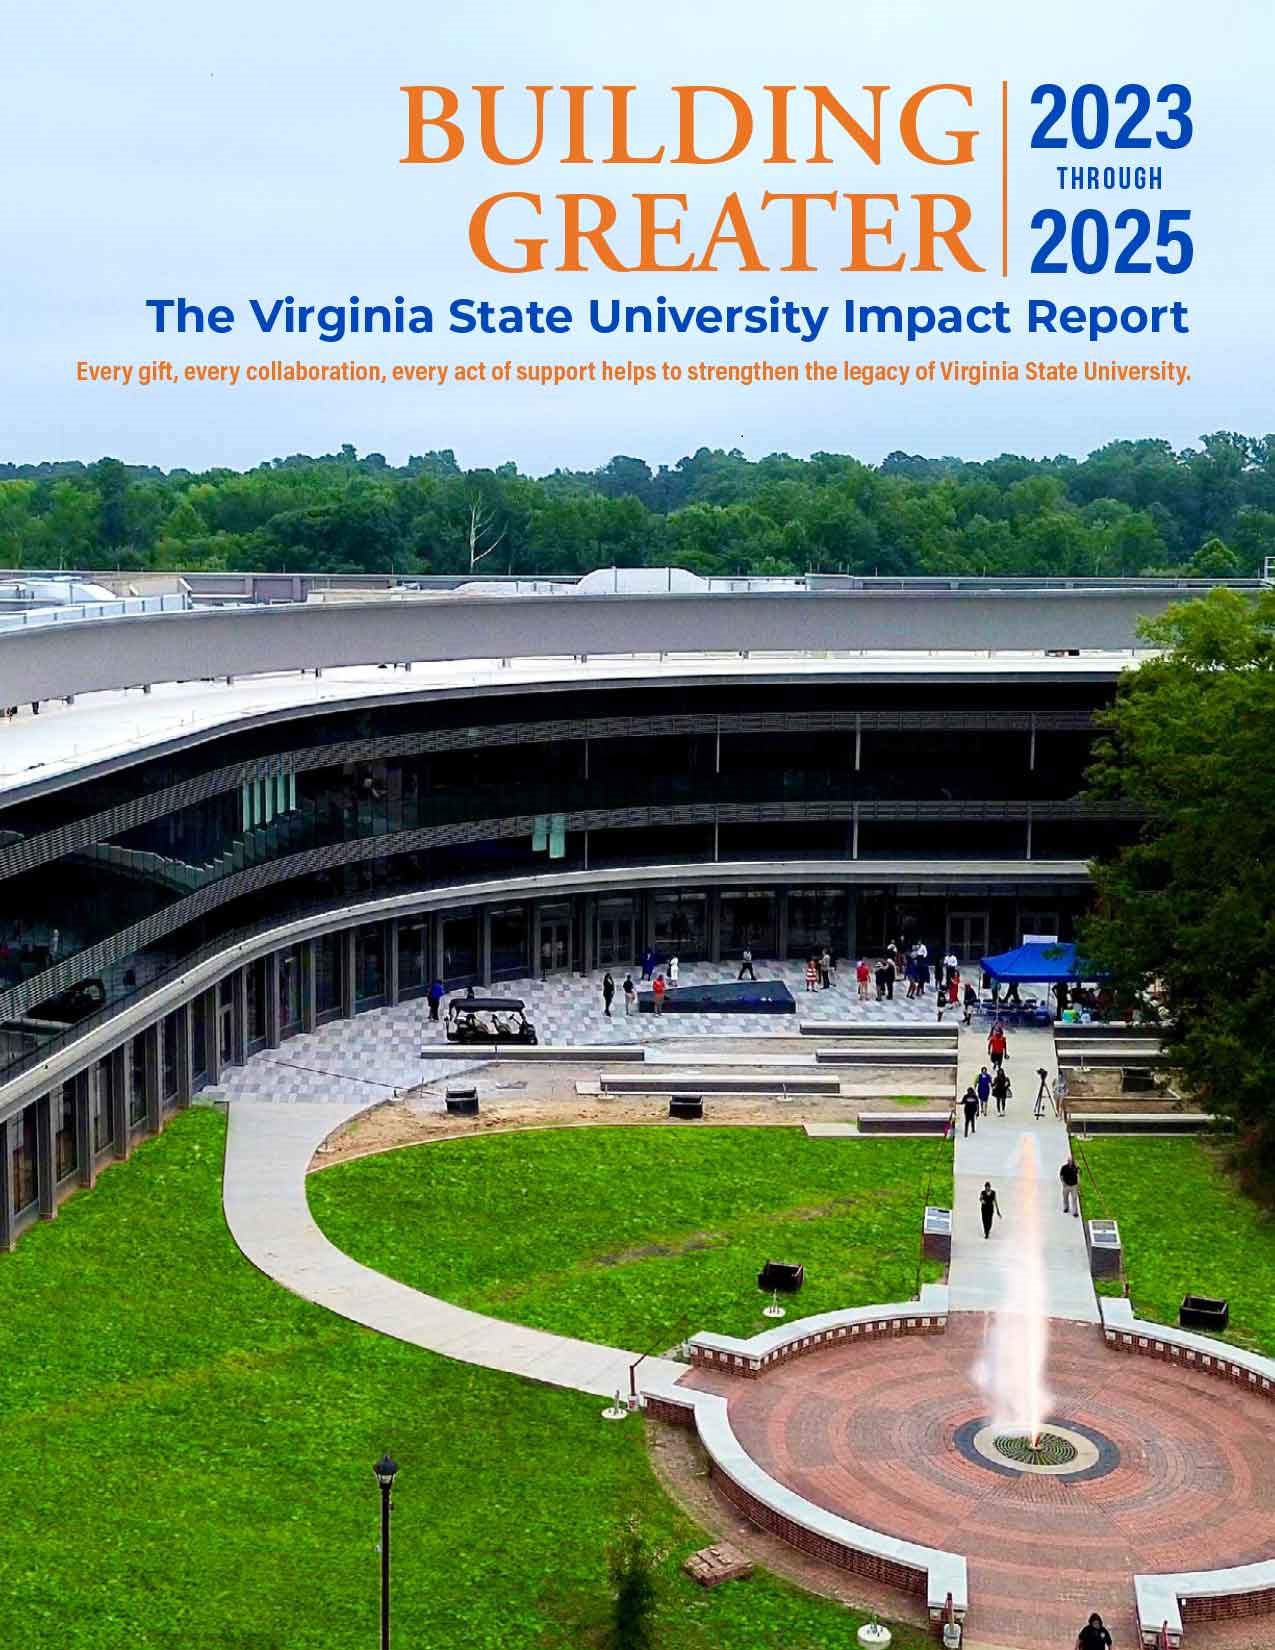 BUILDING
GREATER
2023
THROUGH
2025
The Virginia State University Impact Report
Every gift, every collaboration, every act of support helps to strengthen the legacy of Virginia State University.